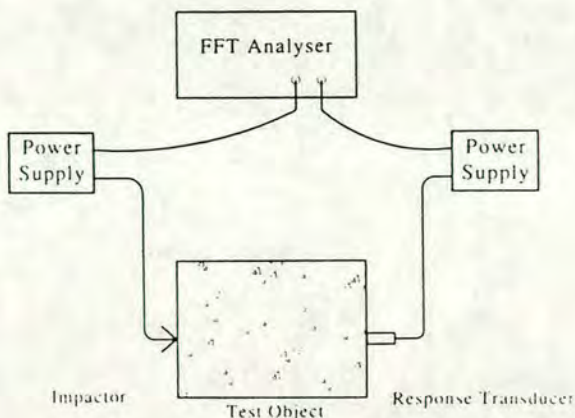 FFT Analyser
Power
Supply
Power
Supply
Impactor
Test Object
Response Transducer